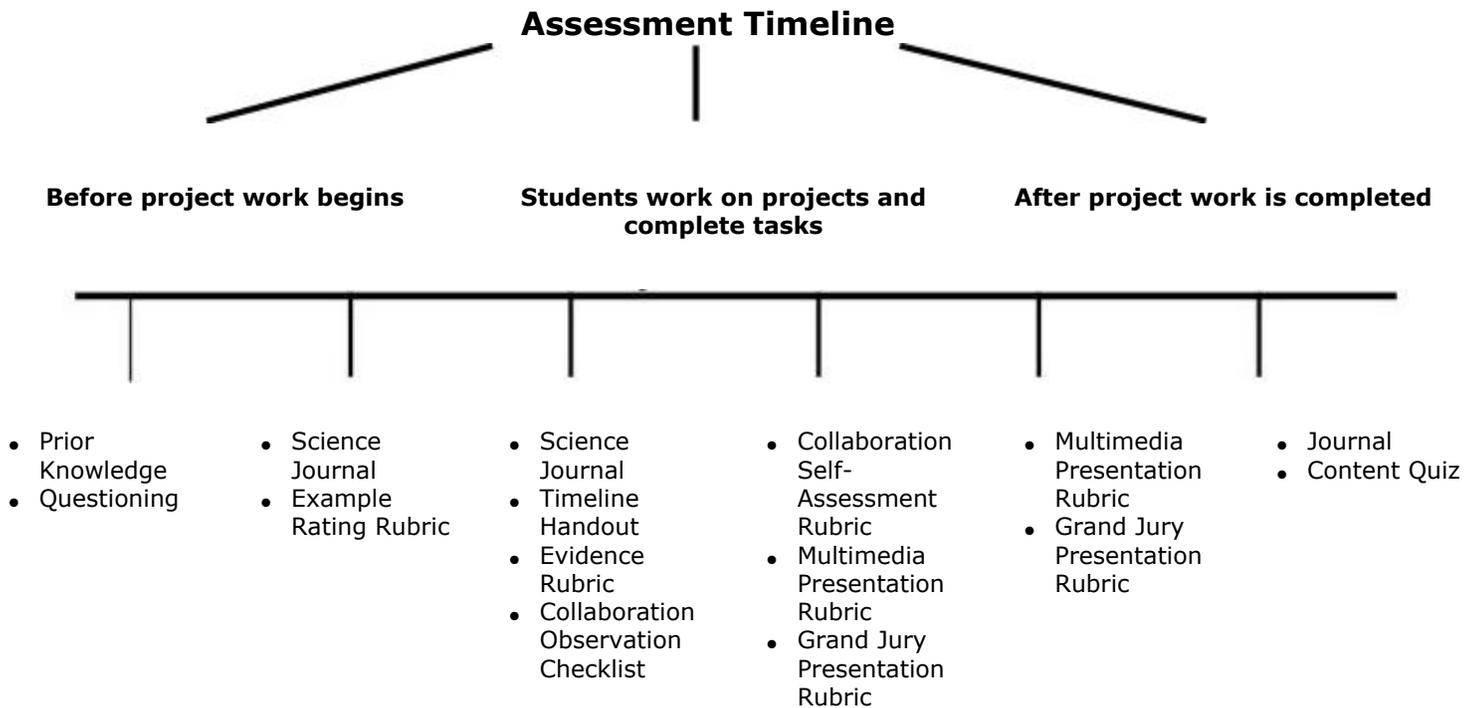 Assessment Timeline
Before project work begins
Students work on projects and
complete tasks
After project work is completed
• Prior
Knowledge
• Questioning
• Science
Journal
• Example
Rating Rubric
• Science
Journal
• Timeline
Handout
• Evidence
Rubric
• Collaboration
Observation
Checklist
• Collaboration
Self-
Assessment
Rubric
• Multimedia
Presentation
Rubric
• Grand Jury
Presentation
Rubric
• Multimedia
Presentation
Rubric
• Grand Jury
Presentation
Rubric
• Journal
• Content Quiz